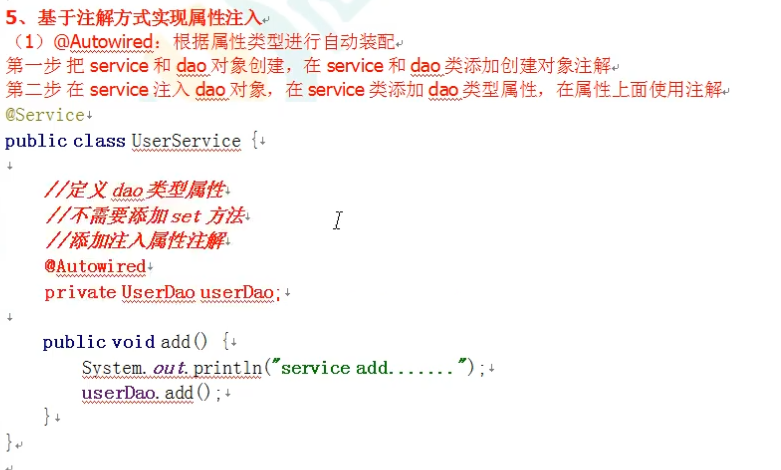 5、基于注解方式实现属性注入
（1）@Autowired：根据属性类型进行自动装配
第一步 把 service 和 dao 对象创建，在 service 和 dao 类添加创建对象注解
第二步 在 service 注入 dao 对象，在 service 类添加 dao 类型属性，在属性上面使用注解
@Service
public class UserService {
//定义 dao 类型属性
//不需要添加 set 方法
//添加注入属性注解
@Autowired
private UserDao userDao;
public void add() {
System.out.println("service add.......");
userDao.add();
}
}